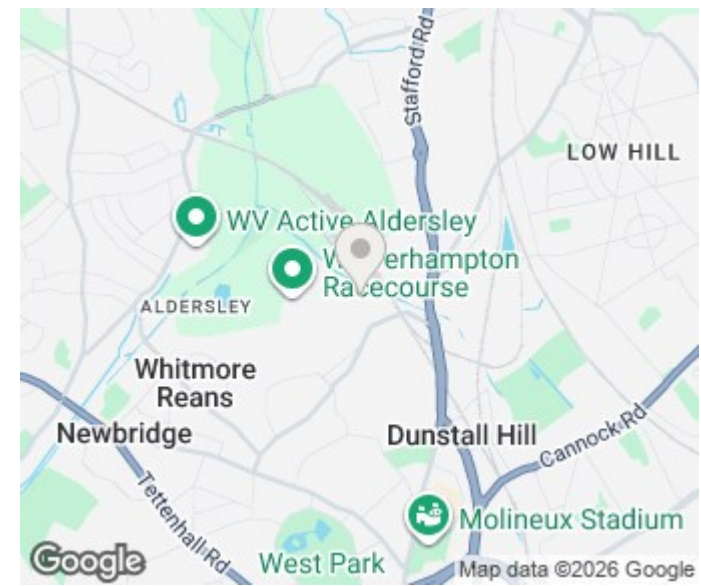 Stafford Rd
LOW HILL
WV Active Aldersley
Racecourse
ALDERSLEY
Whitmore
Reans
Newbridge
Dunstall Hill
Cannock Rd
Tettenhall Rd
Molineux Stadium
West Park
Google
Map data ©2026 Google